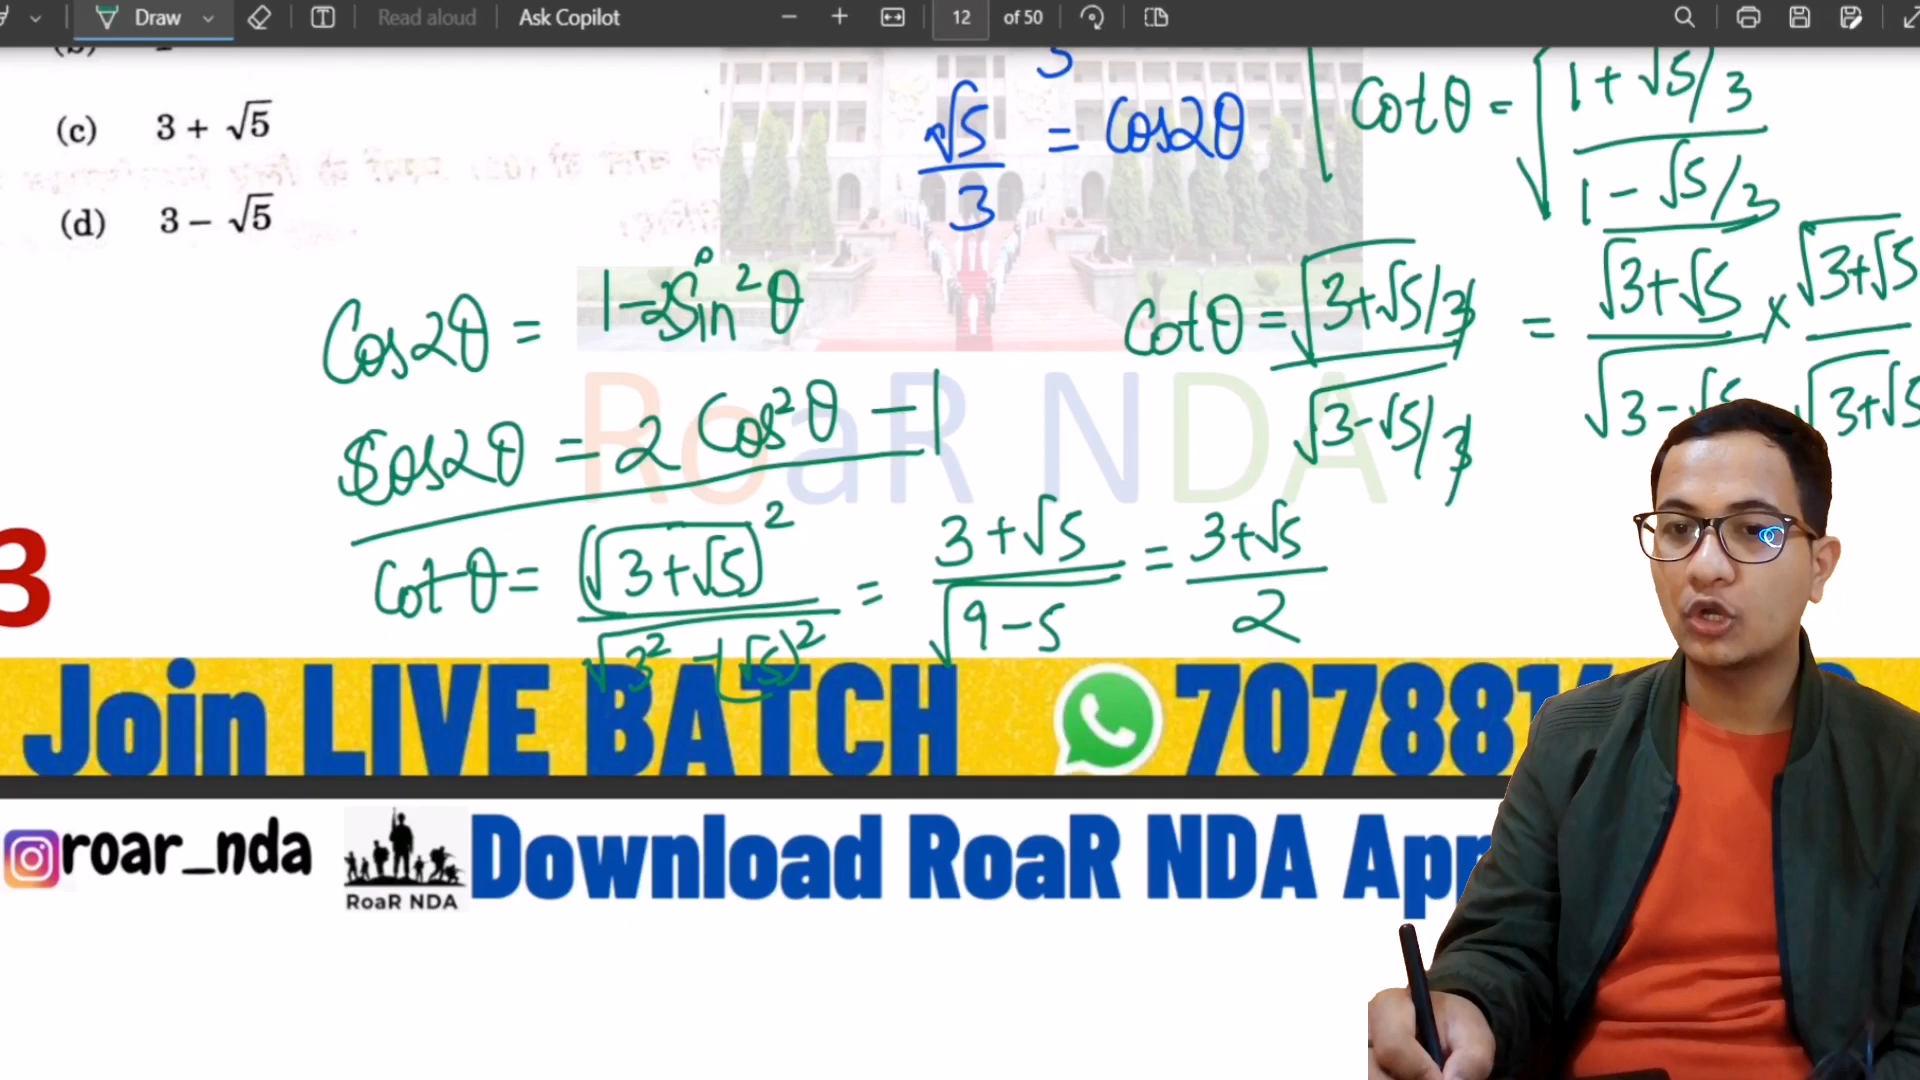 Draw Read aloud Ask Copilot 12 of 50
(c) 3 + √5
(d) 3 − √5
√5/3 = cos2θ
cotθ = √(1+√5/3) / (1−√5/3)
cotθ = √(3+√5/3) / √(3−√5/3) = √(3+√5) / √(3−√5) × √(3+√5) / √(3+√5)
Cos2θ = 1−2Sin²θ
Cos2θ = 2Cos²θ − 1
RoaR NDA
3
Cotθ = (√(3+√5))² / √(3²−(√5)²) = 3+√5 / √(9−5) = 3+√5 / 2
Join LIVE BATCH 707881
roar_nda RoaR NDA Download RoaR NDA App